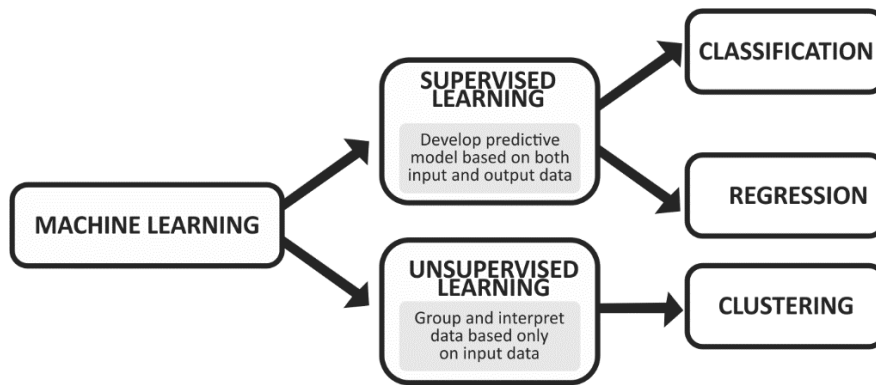 MACHINE LEARNING
SUPERVISED
LEARNING
Develop predictive
model based on both
input and output data
UNSUPERVISED
LEARNING
Group and interpret
data based only
on input data
CLASSIFICATION
REGRESSION
CLUSTERING